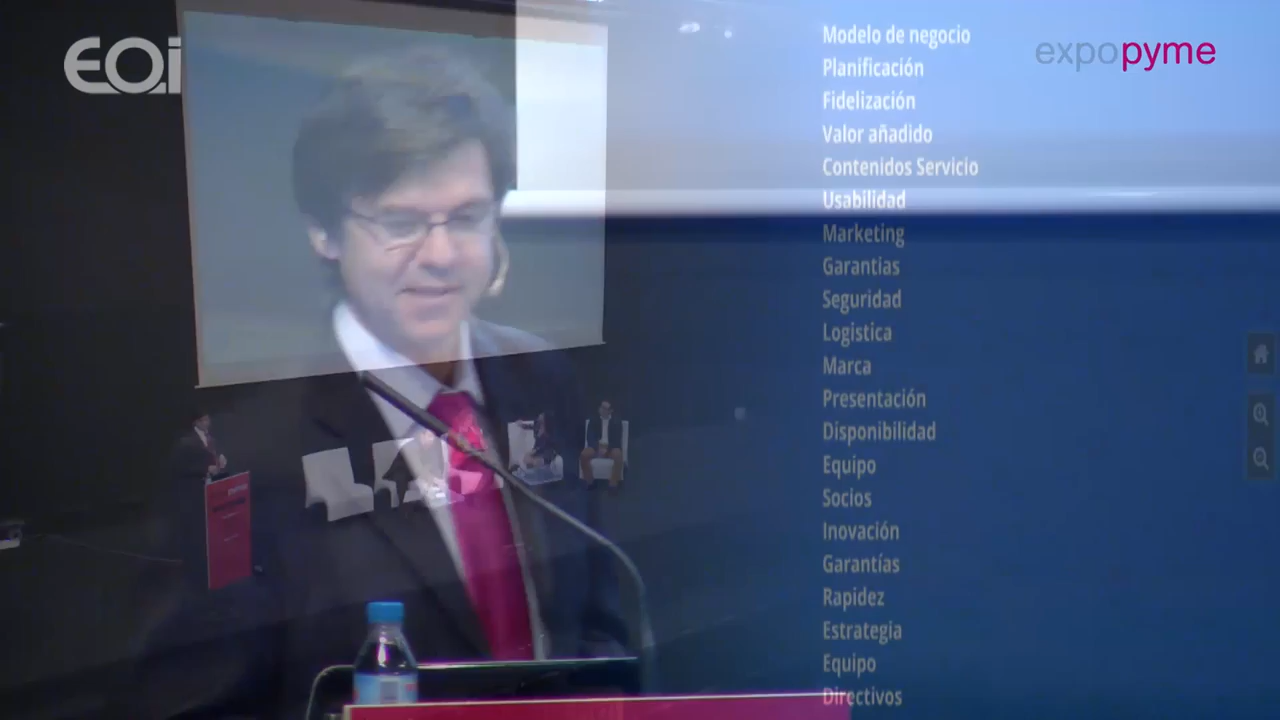 EOi
expopyme
Modelo de negocio
Planificación
Fidelización
Valor añadido
Contenidos Servicio
Usabilidad
Marketing
Garantias
Seguridad
Logistica
Marca
Presentación
Disponibilidad
Equipo
Socios
Inovación
Garantías
Rapidez
Estrategia
Equipo
Directivos